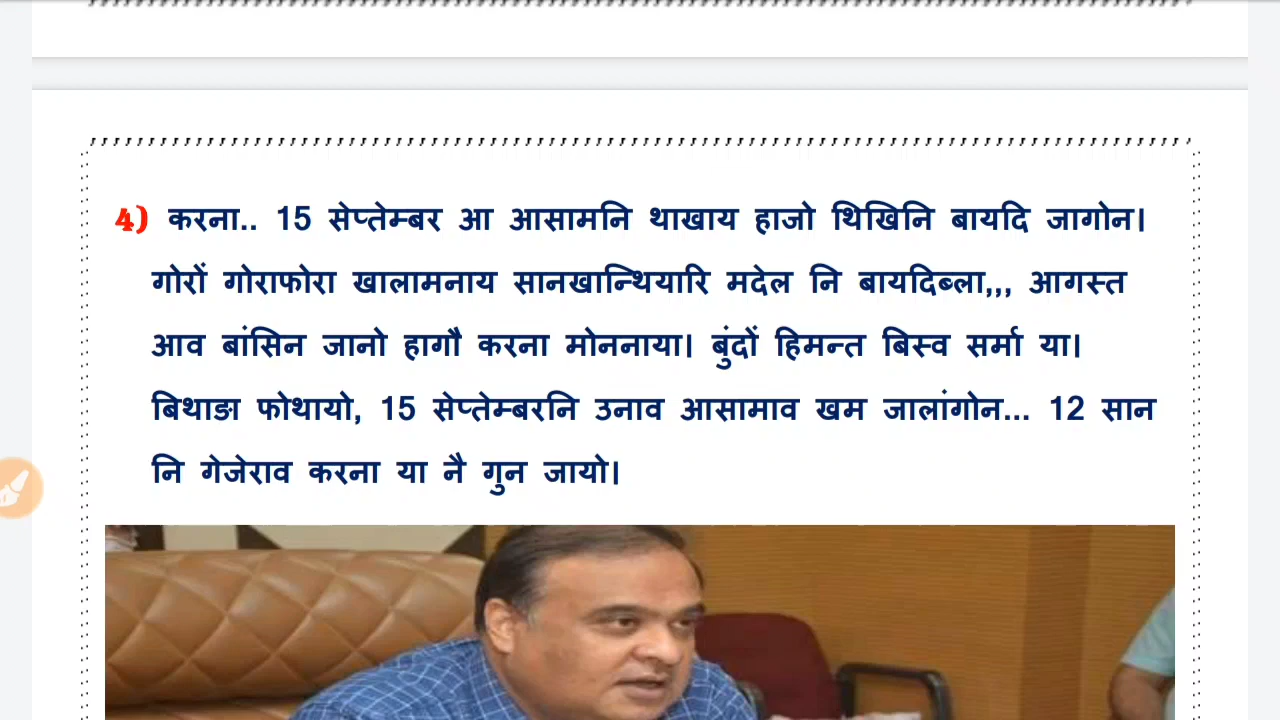 4) करना.. 15 सेप्तेम्बर आ आसामनि थाखाय हाजो थिखिनि बायदि जागोन।
गोरों गोराफोरा खालामनाय सानखान्थियारि मदेल नि बायदिब्ला,,, आगस्त
आव बांसिन जानो हागौ करना मोननाया। बुंदों हिमन्त बिस्व सर्मा या।
बिथाङा फोथायो, 15 सेप्तेम्बरनि उनाव आसामाव खम जालांगोन... 12 सान
नि गेजेराव करना या नै गुन जायो।